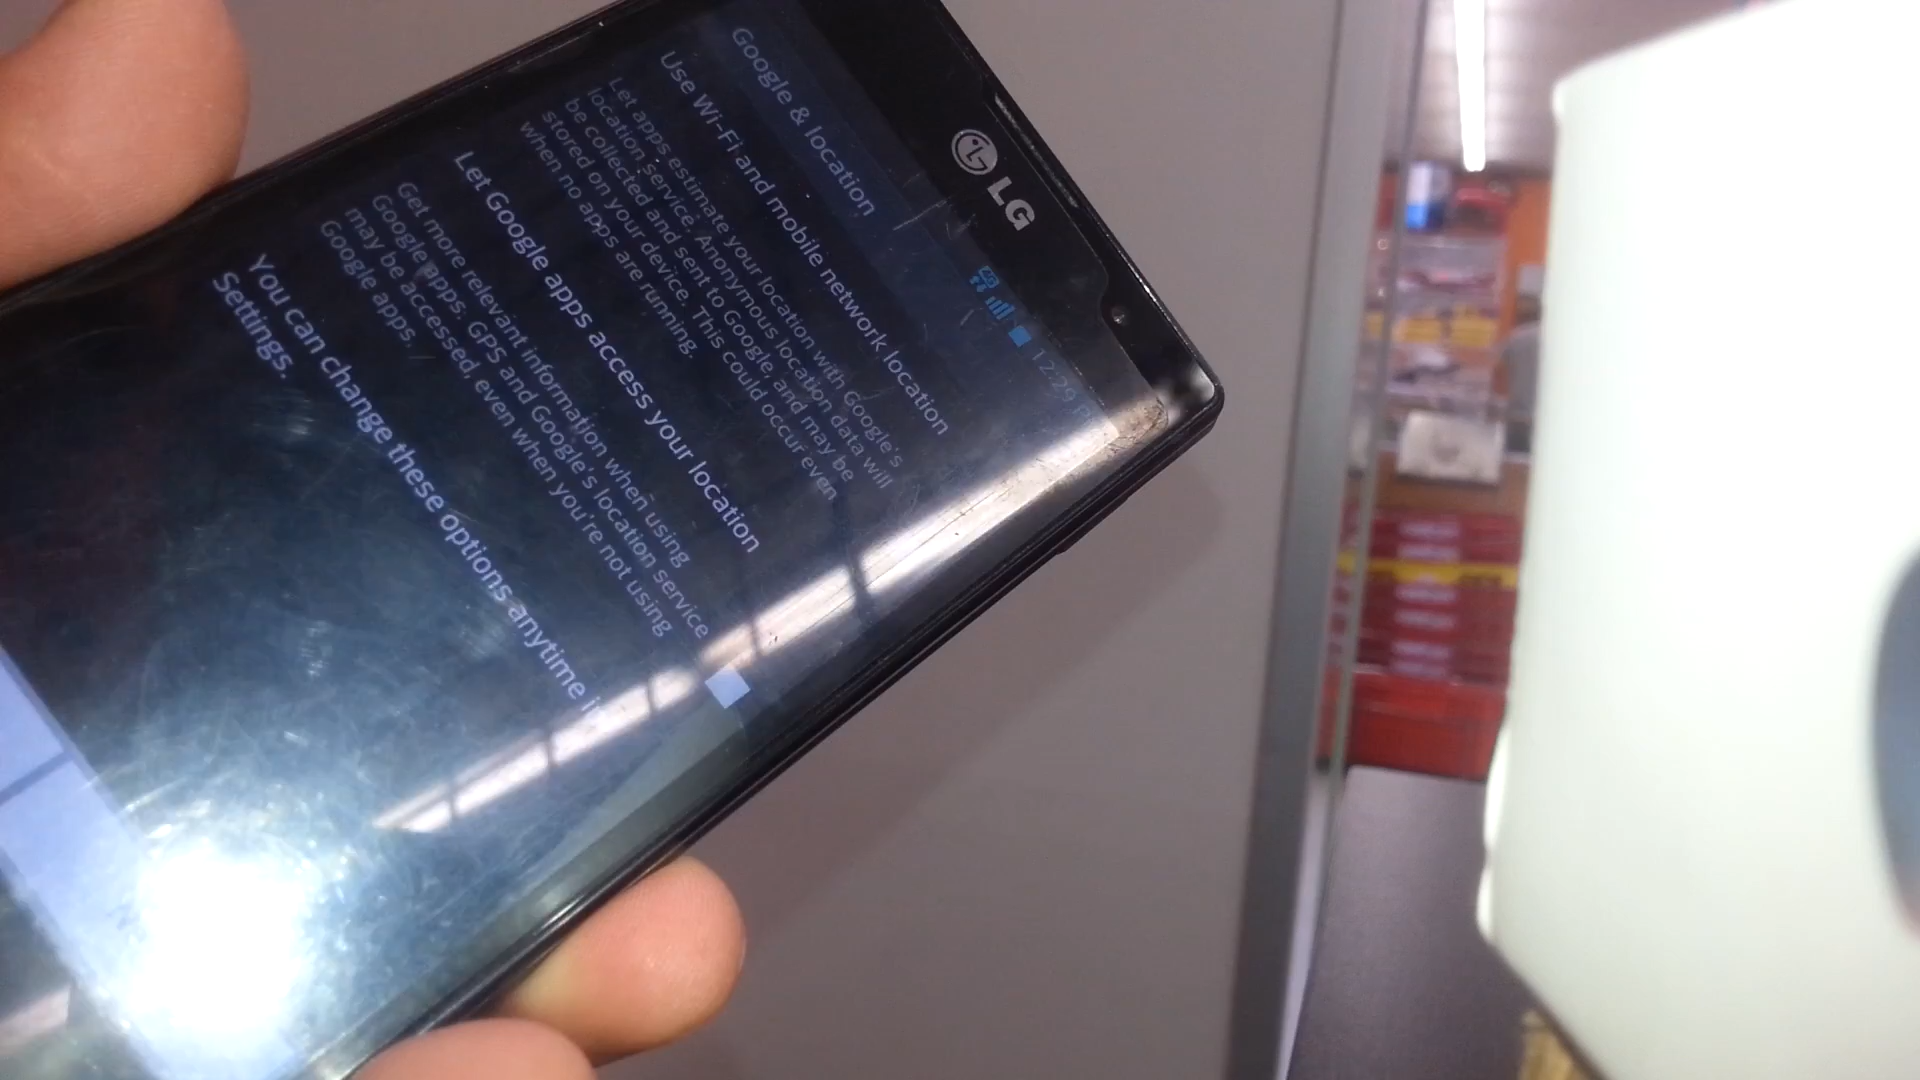 LG
4G 12:29
Google & location
Use Wi-Fi and mobile network location
Let apps estimate your location with Google's
location service. Anonymous location data will
be collected and sent to Google, and may be
stored on your device. This could occur even
when no apps are running.
Let Google apps access your location
Get more relevant information when using
Google apps. GPS and Google's location service
may be accessed, even when you're not using
Google apps.
You can change these options anytime i
Settings.